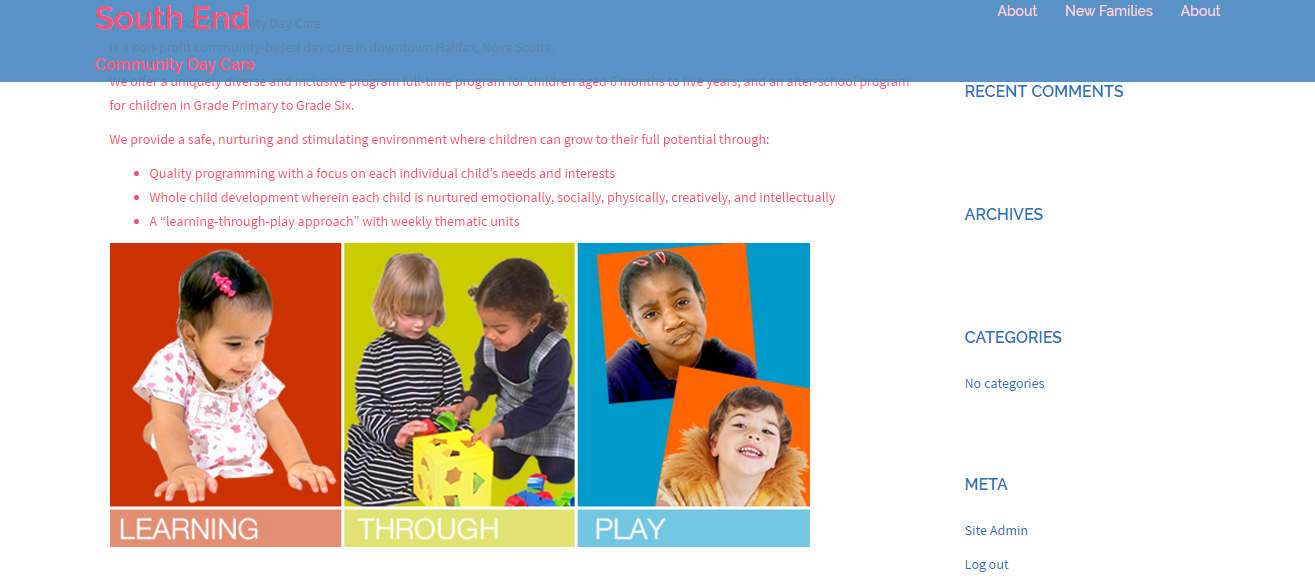 South End
Community Day Care
About New Families About
ity Day Care
is a non-profit community-based day care in downtown Halifax, Nova Scotia.
We offer a uniquely diverse and inclusive program full-time program for children aged 6 months to five years, and an after-school program
for children in Grade Primary to Grade Six.
We provide a safe, nurturing and stimulating environment where children can grow to their full potential through:
Quality programming with a focus on each individual child’s needs and interests
Whole child development wherein each child is nurtured emotionally, socially, physically, creatively, and intellectually
A “learning-through-play approach” with weekly thematic units
LEARNING THROUGH PLAY
RECENT COMMENTS
ARCHIVES
CATEGORIES
No categories
META
Site Admin
Log out